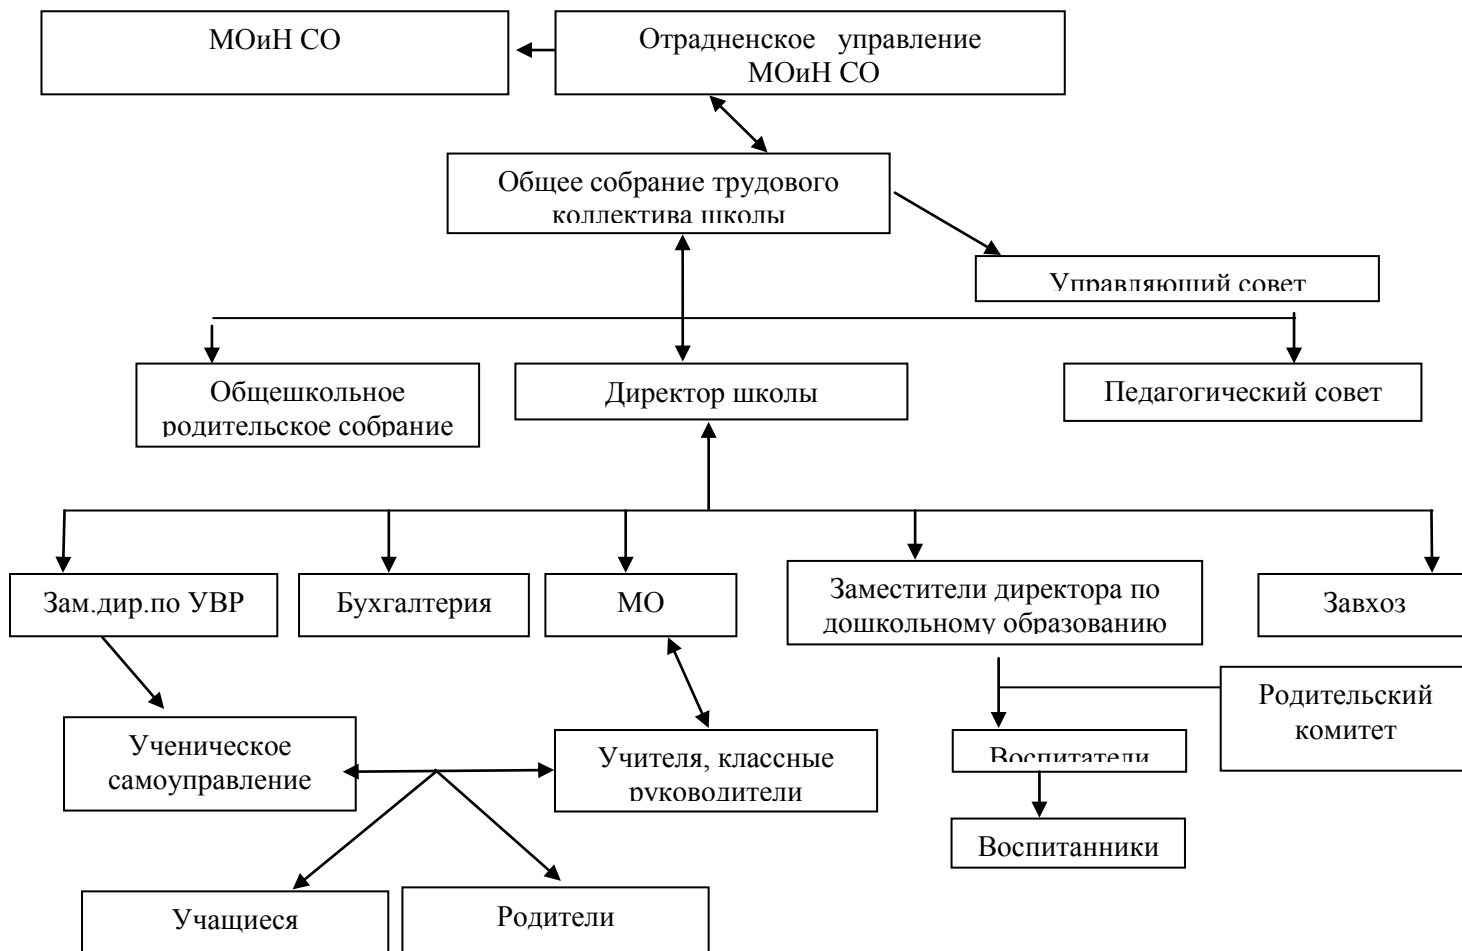 МОиН СО
Отрадненское управление
МОиН СО
Общее собрание трудового
коллектива школы
Управляющий совет
Общешкольное
родительское собрание
Директор школы
Педагогический совет
Зам.дир.по УВР
Бухгалтерия
МО
Заместители директора по
дошкольному образованию
Завхоз
Родительский
комитет
Ученическое
самоуправление
Учителя, классные
руководители
Воспитатели
Воспитанники
Учащиеся
Родители